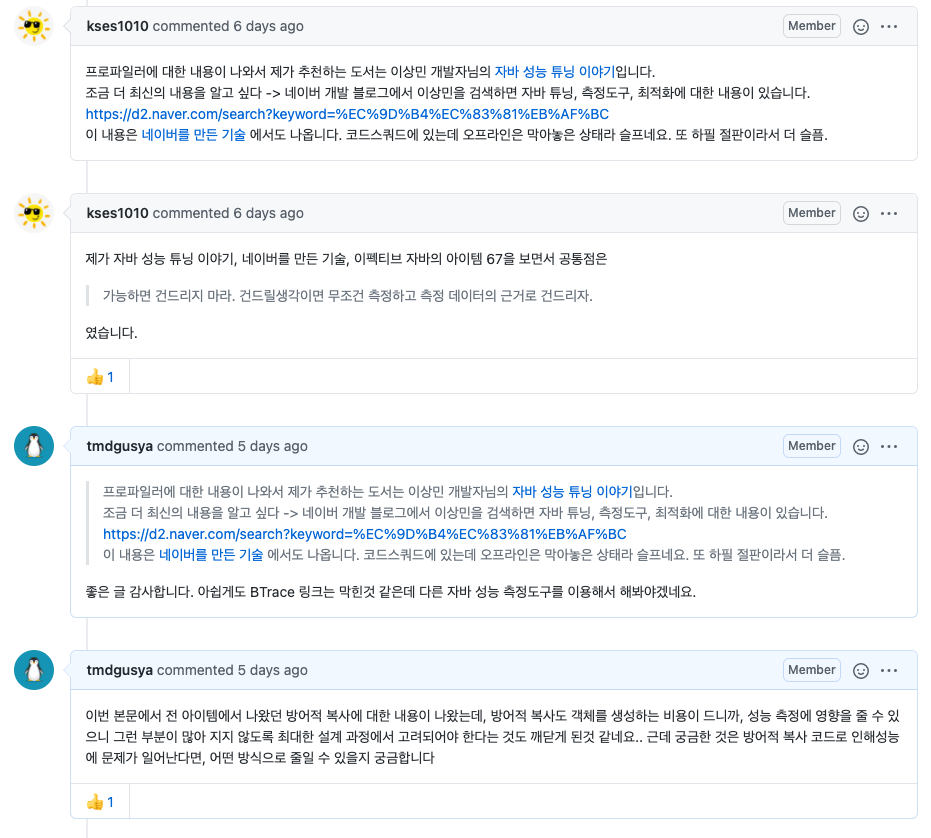 kses1010 commented 6 days ago Member
프로파일러에 대한 내용이 나와서 제가 추천하는 도서는 이상민 개발자님의 자바 성능 튜닝 이야기입니다.
조금 더 최신의 내용을 알고 싶다 -> 네이버 개발 블로그에서 이상민을 검색하면 자바 튜닝, 측정도구, 최적화에 대한 내용이 있습니다.
https://d2.naver.com/search?keyword=%EC%9D%B4%EC%83%81%EB%AF%BC
이 내용은 네이버를 만든 기술 에서도 나옵니다. 코드스쿼드에 있는데 오프라인은 막아놓은 상태라 슬프네요. 또 하필 절판이라서 더 슬픔.
kses1010 commented 6 days ago Member
제가 자바 성능 튜닝 이야기, 네이버를 만든 기술, 이펙티브 자바의 아이템 67을 보면서 공통점은
가능하면 건드리지 마라. 건드릴생각이면 무조건 측정하고 측정 데이터의 근거로 건드리자.
였습니다.
1
tmdgusya commented 5 days ago Member
프로파일러에 대한 내용이 나와서 제가 추천하는 도서는 이상민 개발자님의 자바 성능 튜닝 이야기입니다.
조금 더 최신의 내용을 알고 싶다 -> 네이버 개발 블로그에서 이상민을 검색하면 자바 튜닝, 측정도구, 최적화에 대한 내용이 있습니다.
https://d2.naver.com/search?keyword=%EC%9D%B4%EC%83%81%EB%AF%BC
이 내용은 네이버를 만든 기술 에서도 나옵니다. 코드스쿼드에 있는데 오프라인은 막아놓은 상태라 슬프네요. 또 하필 절판이라서 더 슬픔.
좋은 글 감사합니다. 아쉽게도 BTrace 링크는 막힌것 같은데 다른 자바 성능 측정도구를 이용해서 해봐야겠네요.
tmdgusya commented 5 days ago Member
이번 본문에서 전 아이템에서 나왔던 방어적 복사에 대한 내용이 나왔는데, 방어적 복사도 객체를 생성하는 비용이 드니까, 성능 측정에 영향을 줄 수 있
으니 그런 부분이 많아 지지 않도록 최대한 설계 과정에서 고려되어야 한다는 것도 깨닫게 된것 같네요.. 근데 궁금한 것은 방어적 복사 코드로 인해성능
에 문제가 일어난다면, 어떤 방식으로 줄일 수 있을지 궁금합니다
1